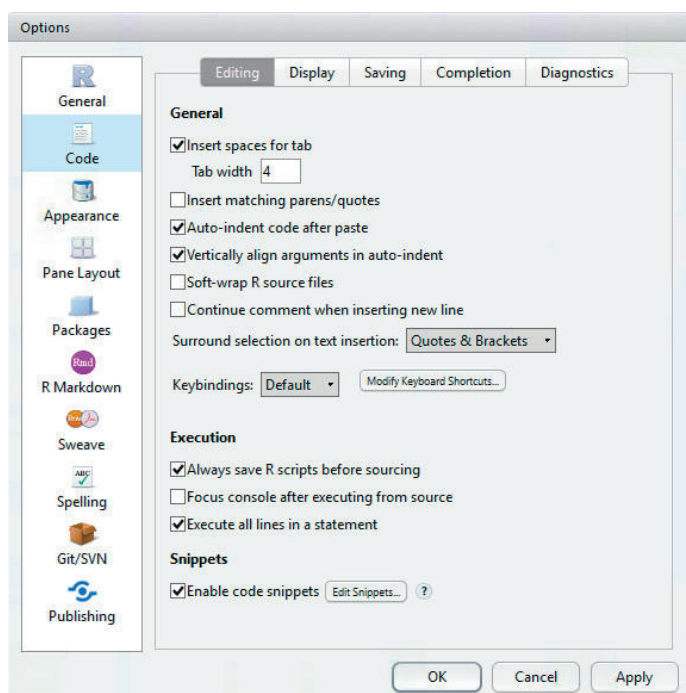 Options
General
Code
Appearance
Pane Layout
Packages
Rmd
R Markdown
Sweave
ABC
Spelling
Git/SVN
Publishing
Editing Display Saving Completion Diagnostics
General
Insert spaces for tab
Tab width 4
Insert matching parens/quotes
Auto-indent code after paste
Vertically align arguments in auto-indent
Soft-wrap R source files
Continue comment when inserting new line
Surround selection on text insertion: Quotes & Brackets
Keybindings: Default Modify Keyboard Shortcuts...
Execution
Always save R scripts before sourcing
Focus console after executing from source
Execute all lines in a statement
Snippets
Enable code snippets Edit Snippets... ?
OK Cancel Apply